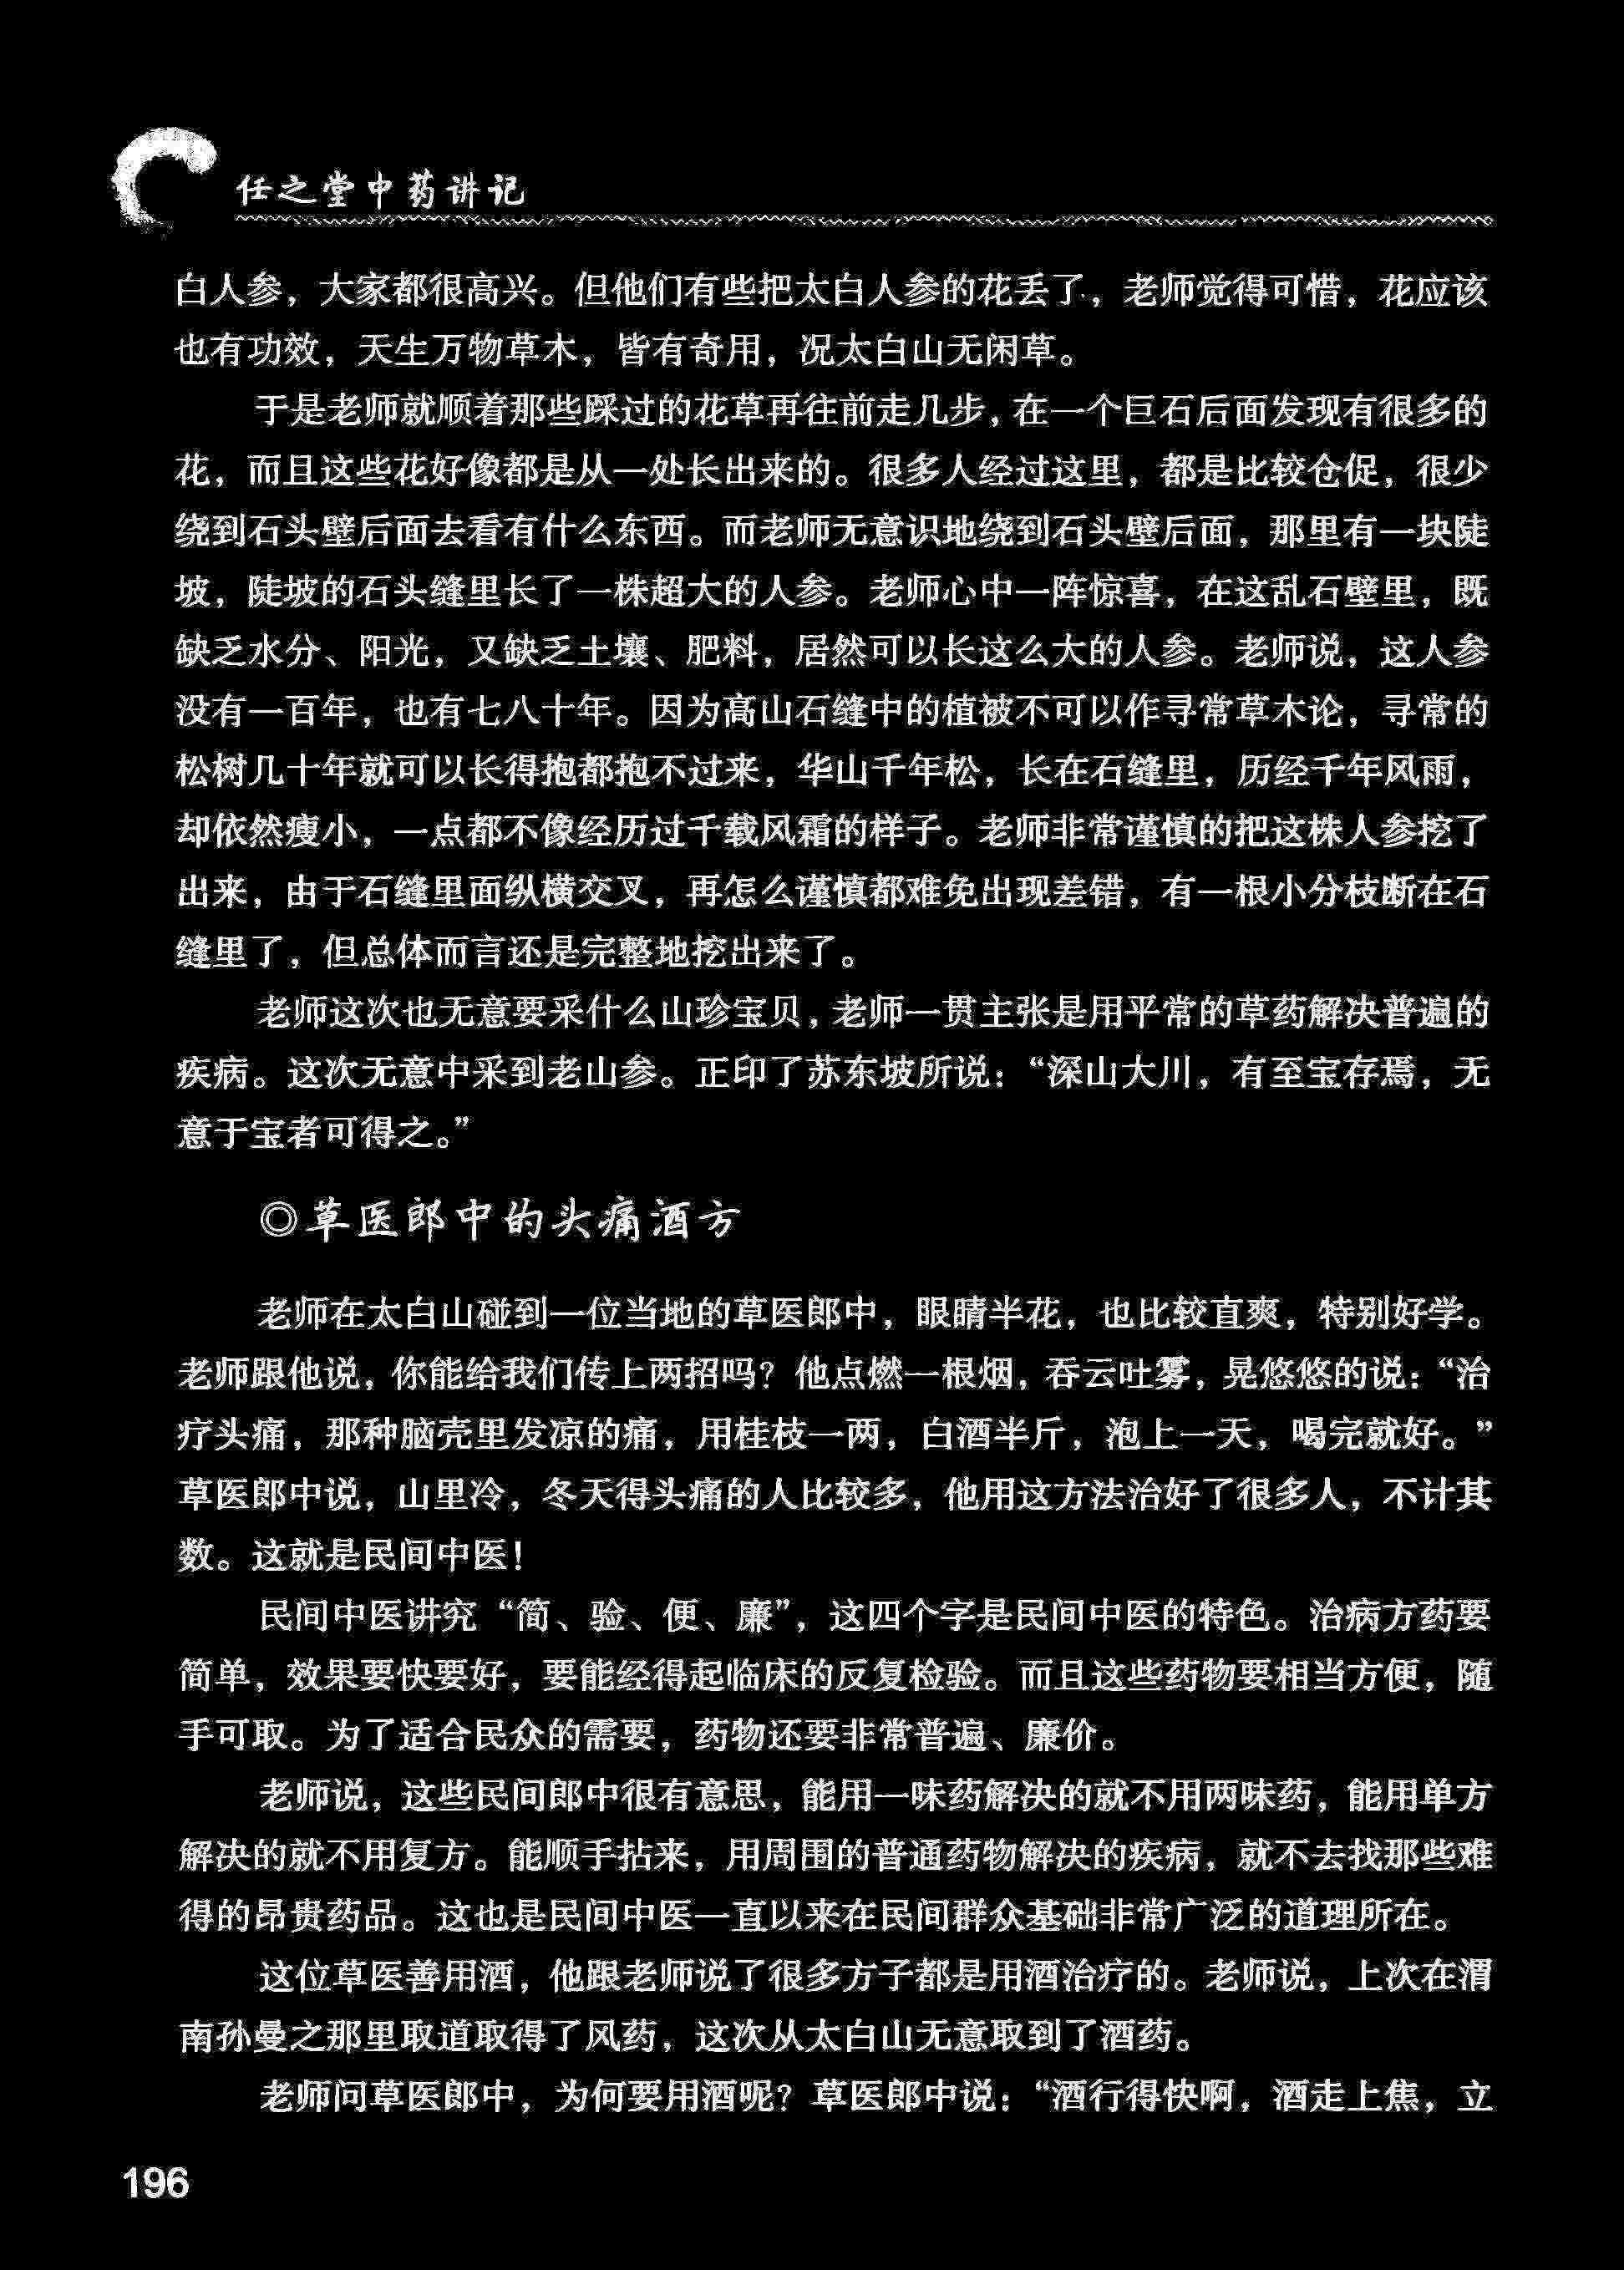 任之堂中药讲记
白人参，大家都很高兴。但他们有些把太白人参的花丢了，老师觉得可惜，花应该
也有功效，天生万物草木，皆有奇用，况太白山无闲草。
于是老师就顺着那些踩过的花草再往前走几步，在一个巨石后面发现有很多的
花，而且这些花好像都是从一处长出来的。很多人经过这里，都是比较仓促，很少
绕到石头壁后面去看有什么东西。而老师无意识地绕到石头壁后面，那里有一块陡
坡，陡坡的石头缝里长了一株超大的人参。老师心中一阵惊喜，在这乱石壁里，既
缺乏水分、阳光，又缺乏土壤、肥料，居然可以长这么大的人参。老师说，这人参
没有一百年，也有七八十年。因为高山石缝中的植被不可以作寻常草木论，寻常的
松树几十年就可以长得抱都抱不过来，华山千年松，长在石缝里，历经千年风雨，
却依然瘦小，一点都不像经历过千载风霜的样子。老师非常谨慎的把这株人参挖了
出来，由于石缝里面纵横交叉，再怎么谨慎都难免出现差错，有一根小分枝断在石
缝里了，但总体而言还是完整地挖出来了。
老师这次也无意要采什么山珍宝贝，老师一贯主张是用平常的草药解决普遍的
疾病。这次无意中采到老山参。正印了苏东坡所说：“深山大川，有至宝存焉，无
意于宝者可得之。”
◎草医郎中的头痛酒方
老师在太白山碰到一位当地的草医郎中，眼睛半花，也比较直爽，特别好学。
老师跟他说，你能给我们传上两招吗？他点燃一根烟，吞云吐雾，晃悠悠的说：“治
疗头痛，那种脑壳里发凉的痛，用桂枝一两，白酒半斤，泡上一天，喝完就好。”
草医郎中说，山里冷，冬天得头痛的人比较多，他用这方法治好了很多人，不计其
数。这就是民间中医！
民间中医讲究“简、验、便、廉”，这四个字是民间中医的特色。治病方药要
简单，效果要快要好，要能经得起临床的反复检验。而且这些药物要相当方便，随
手可取。为了适合民众的需要，药物还要非常普遍、廉价。
老师说，这些民间郎中很有意思，能用一味药解决的就不用两味药，能用单方
解决的就不用复方。能顺手拈来，用周围的普通药物解决的疾病，就不去找那些难
得的昂贵药品。这也是民间中医一直以来在民间群众基础非常广泛的道理所在。
这位草医善用酒，他跟老师说了很多方子都是用酒治疗的。老师说，上次在渭
南孙曼之那里取道取得了风药，这次从太白山无意取到了酒药。
老师问草医郎中，为何要用酒呢？草医郎中说：“酒行得快啊，酒走上焦，立
196